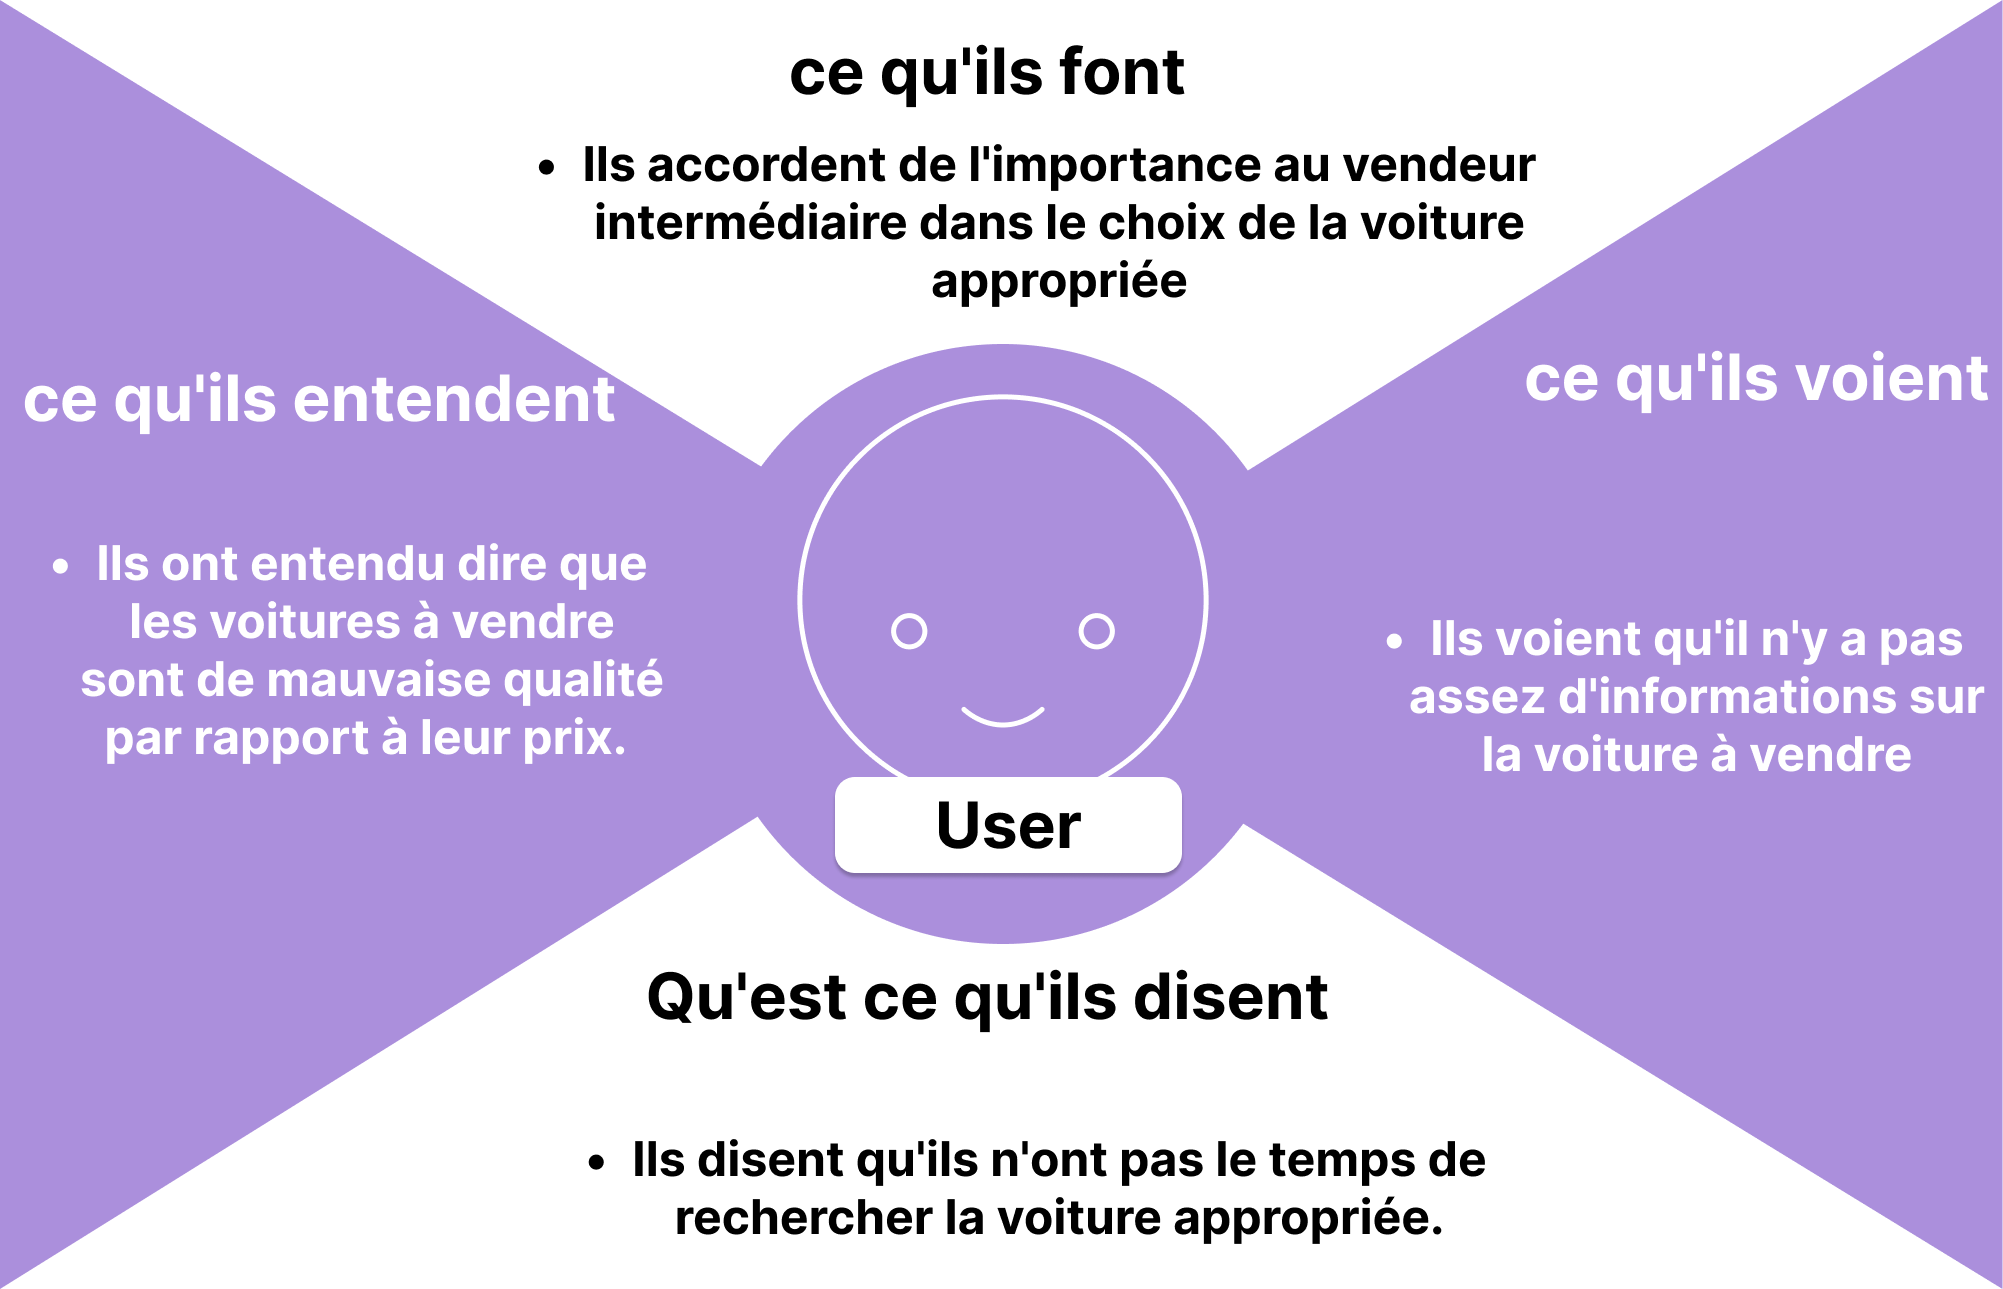 ce qu'ils font
• Ils accordent de l'importance au vendeur
intermédiaire dans le choix de la voiture
appropriée
ce qu'ils entendent
• Ils ont entendu dire que
les voitures à vendre
sont de mauvaise qualité
par rapport à leur prix.
ce qu'ils voient
• Ils voient qu'il n'y a pas
assez d'informations sur
la voiture à vendre
User
Qu'est ce qu'ils disent
• Ils disent qu'ils n'ont pas le temps de
rechercher la voiture appropriée.